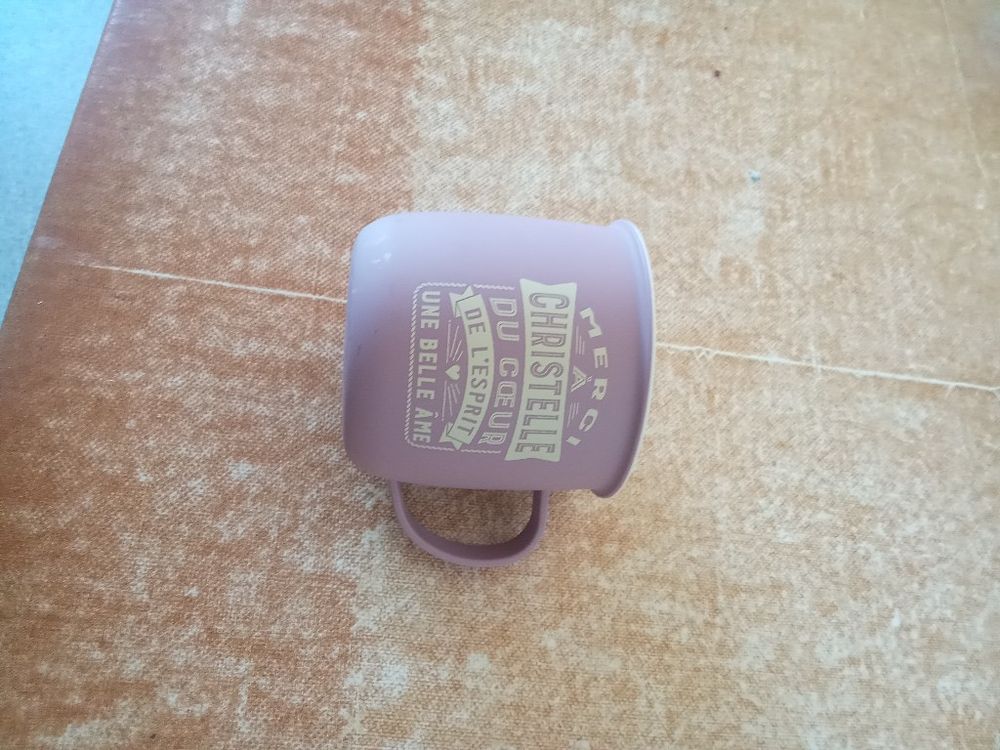 MERCI
À
CHRISTELLE
DU CŒUR
DE L'ESPRIT
UNE BELLE ÂME